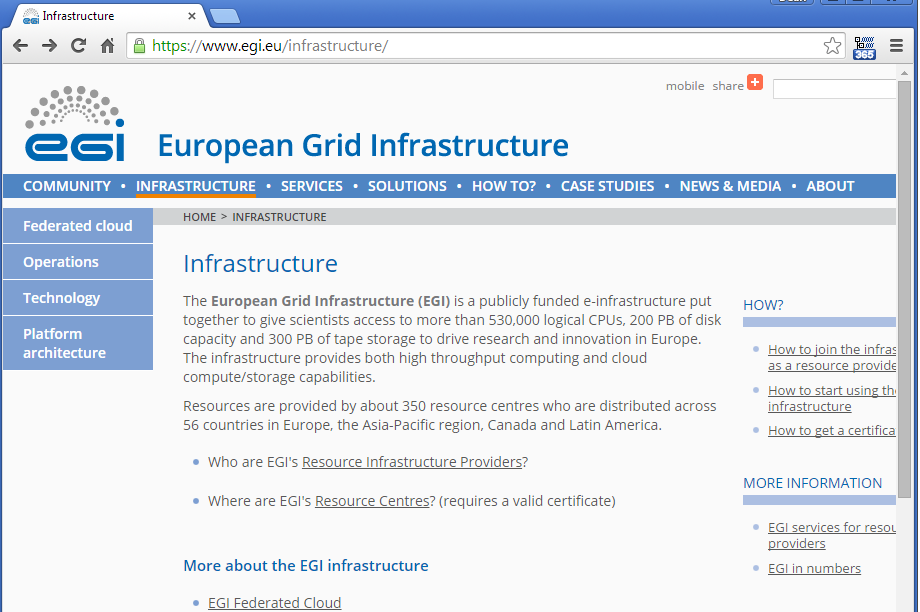 Infrastructure
https://www.egi.eu/infrastructure/
365
mobile share
egi
European Grid Infrastructure
COMMUNITY • INFRASTRUCTURE • SERVICES • SOLUTIONS • HOW TO? • CASE STUDIES • NEWS & MEDIA • ABOUT
Federated cloud
Operations
Technology
Platform
architecture
HOME > INFRASTRUCTURE
Infrastructure
The European Grid Infrastructure (EGI) is a publicly funded e-infrastructure put
together to give scientists access to more than 530,000 logical CPUs, 200 PB of disk
capacity and 300 PB of tape storage to drive research and innovation in Europe.
The infrastructure provides both high throughput computing and cloud
compute/storage capabilities.
Resources are provided by about 350 resource centres who are distributed across
56 countries in Europe, the Asia-Pacific region, Canada and Latin America.
• Who are EGI's Resource Infrastructure Providers?
• Where are EGI's Resource Centres? (requires a valid certificate)
More about the EGI infrastructure
• EGI Federated Cloud
HOW?
• How to join the infras
as a resource provide
• How to start using the
infrastructure
• How to get a certifica
MORE INFORMATION
• EGI services for resou
providers
• EGI in numbers